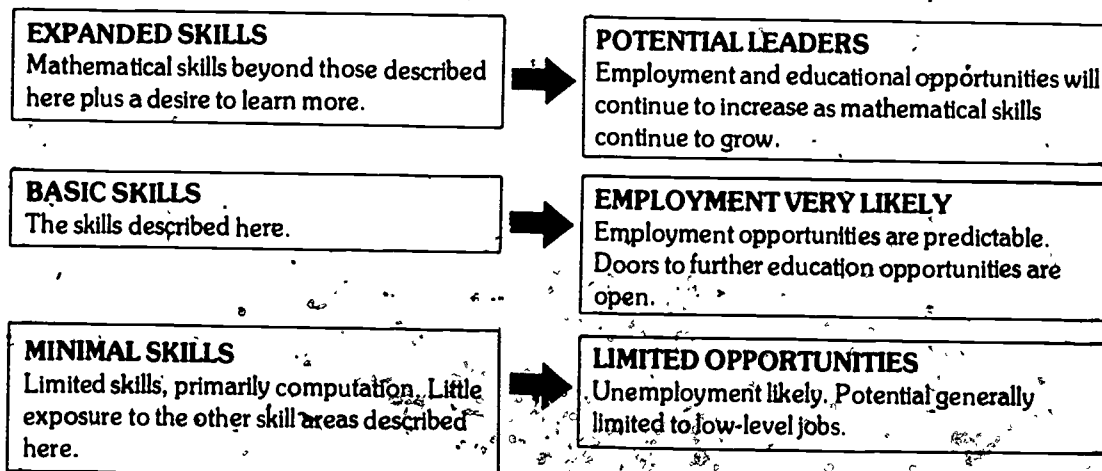 EXPANDED SKILLS
Mathematical skills beyond those described
here plus a desire to learn more.
POTENTIAL LEADERS
Employment and educational opportunities will
continue to increase as mathematical skills
continue to grow.
BASIC SKILLS
The skills described here.
EMPLOYMENT VERY LIKELY
Employment opportunities are predictable.
Doors to further education opportunities are
open.
MINIMAL SKILLS
Limited skills, primarily computation. Little
exposure to the other skill areas described
here.
LIMITED OPPORTUNITIES
Unemployment likely. Potential generally
limited to low-level jobs.